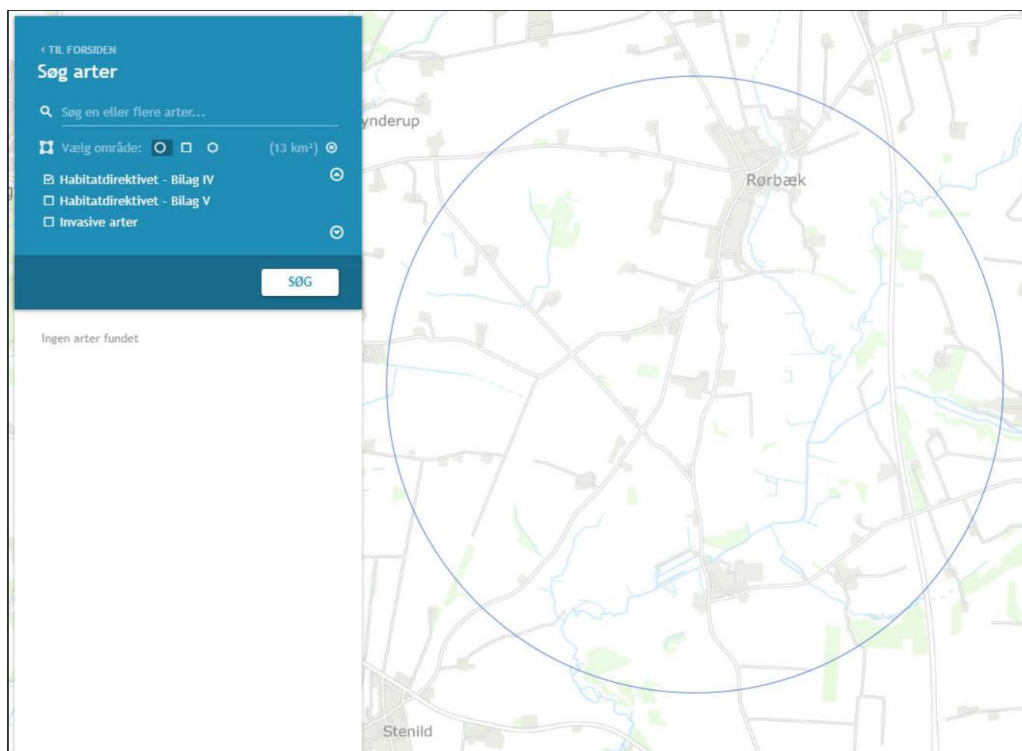 < TIL FORSIDEN
Søg arter
Søg en eller flere arter...
Vælg område: (13 km²)
Habitatdirektivet - Bilag IV
Habitatdirektivet - Bilag V
Invasive arter
SØG
Ingen arter fundet
ynderup
Rørbæk
Stenild